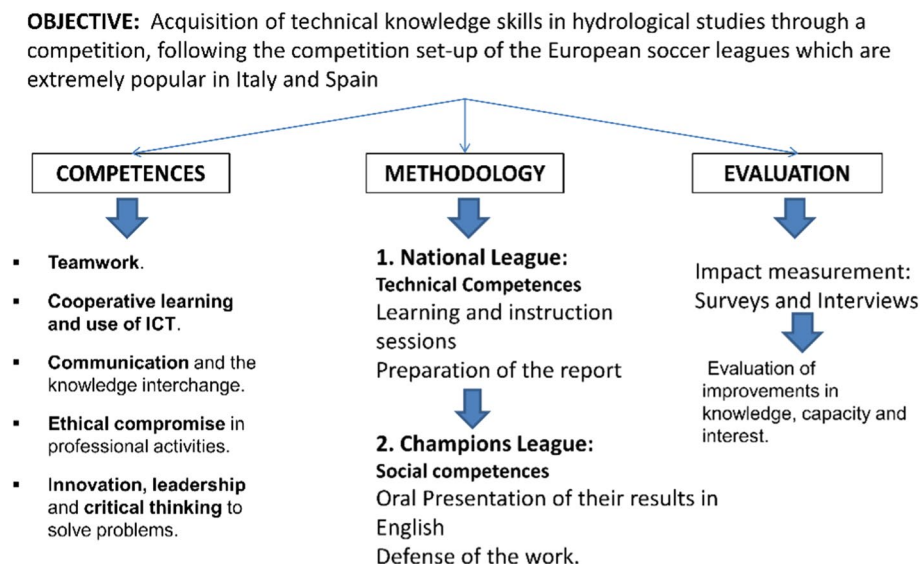 OBJECTIVE: Acquisition of technical knowledge skills in hydrological studies through a
competition, following the competition set-up of the European soccer leagues which are
extremely popular in Italy and Spain
COMPETENCES
▪ Teamwork.
▪ Cooperative learning
and use of ICT.
▪ Communication and the
knowledge interchange.
▪ Ethical compromise in
professional activities.
▪ Innovation, leadership
and critical thinking to
solve problems.
METHODOLOGY
1. National League:
Technical Competences
Learning and instruction
sessions
Preparation of the report
2. Champions League:
Social competences
Oral Presentation of their results in
English
Defense of the work.
EVALUATION
Impact measurement:
Surveys and Interviews
Evaluation of
improvements in
knowledge, capacity and
interest.